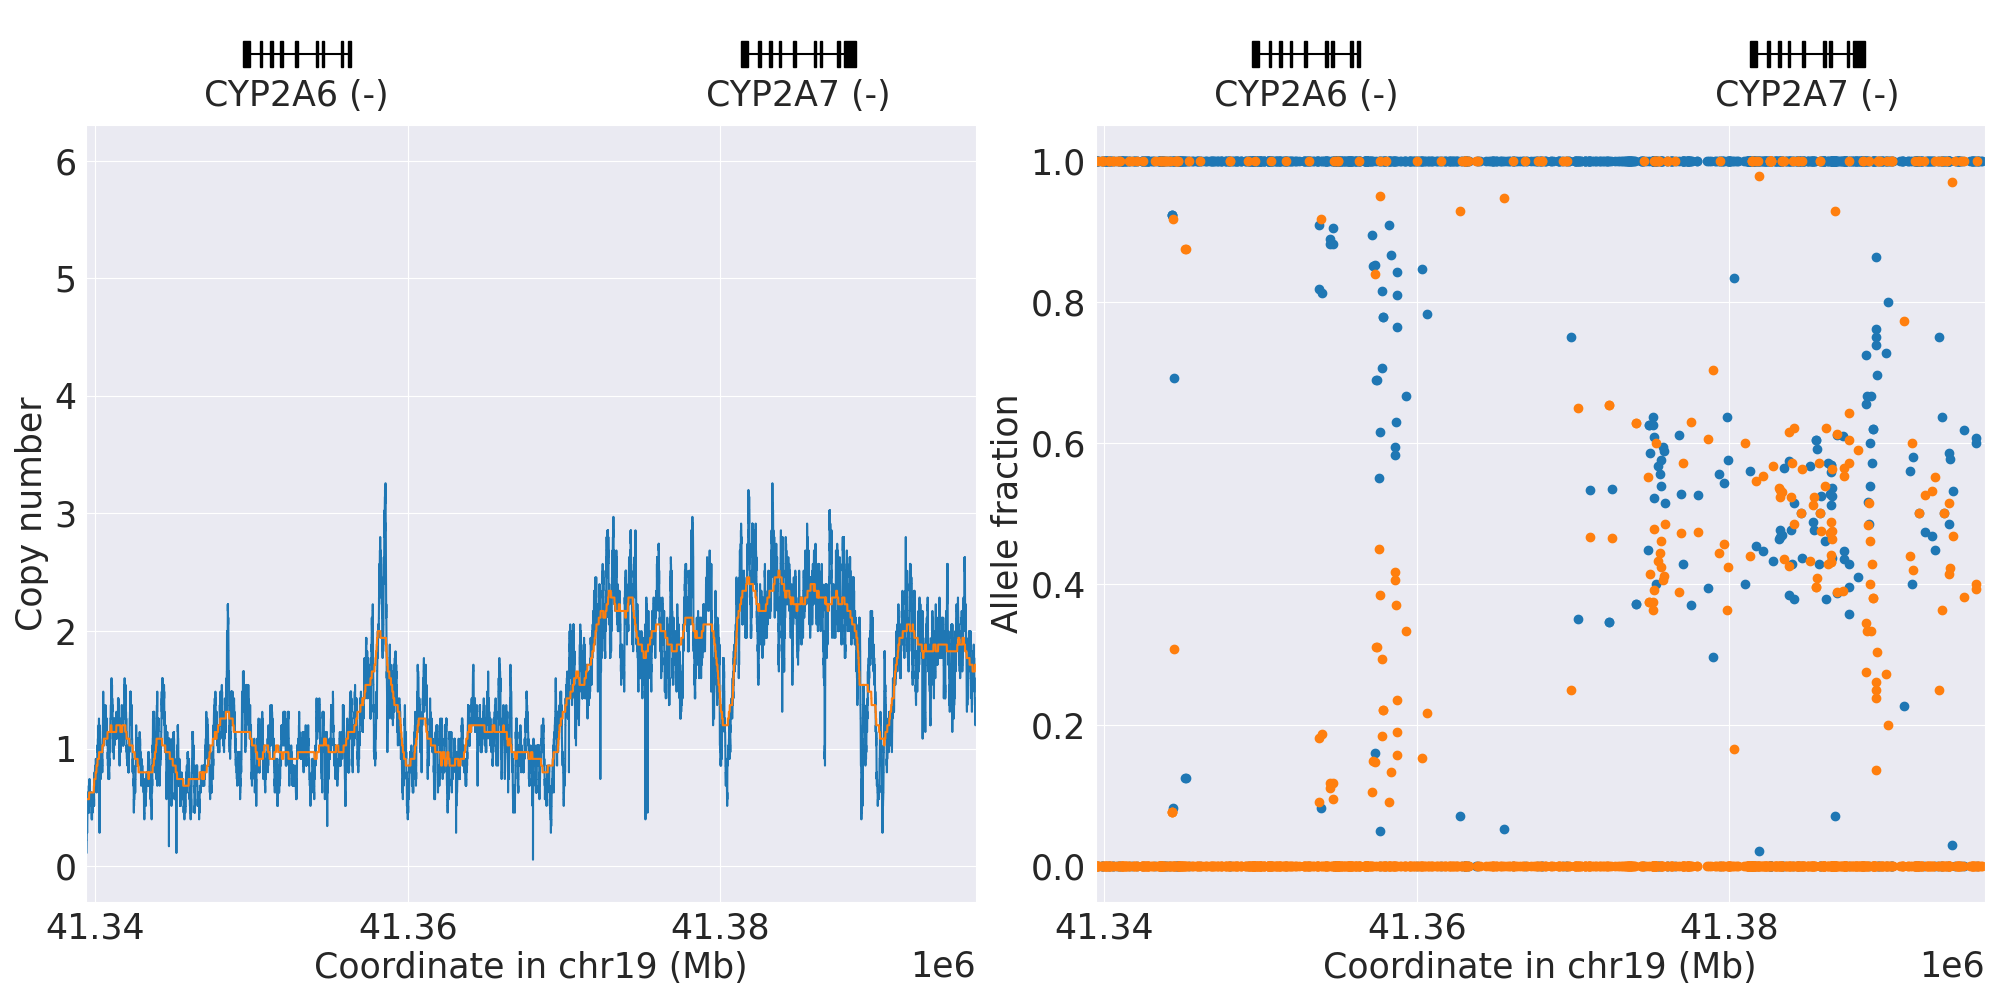 CYP2A6 (-) CYP2A7 (-)
CYP2A6 (-) CYP2A7 (-)
6
5
4
3
2
1
0
Copy number
41.34 41.36 41.38
Coordinate in chr19 (Mb) 1e6
1.0
0.8
0.6
0.4
0.2
0.0
Allele fraction
41.34 41.36 41.38
Coordinate in chr19 (Mb) 1e6